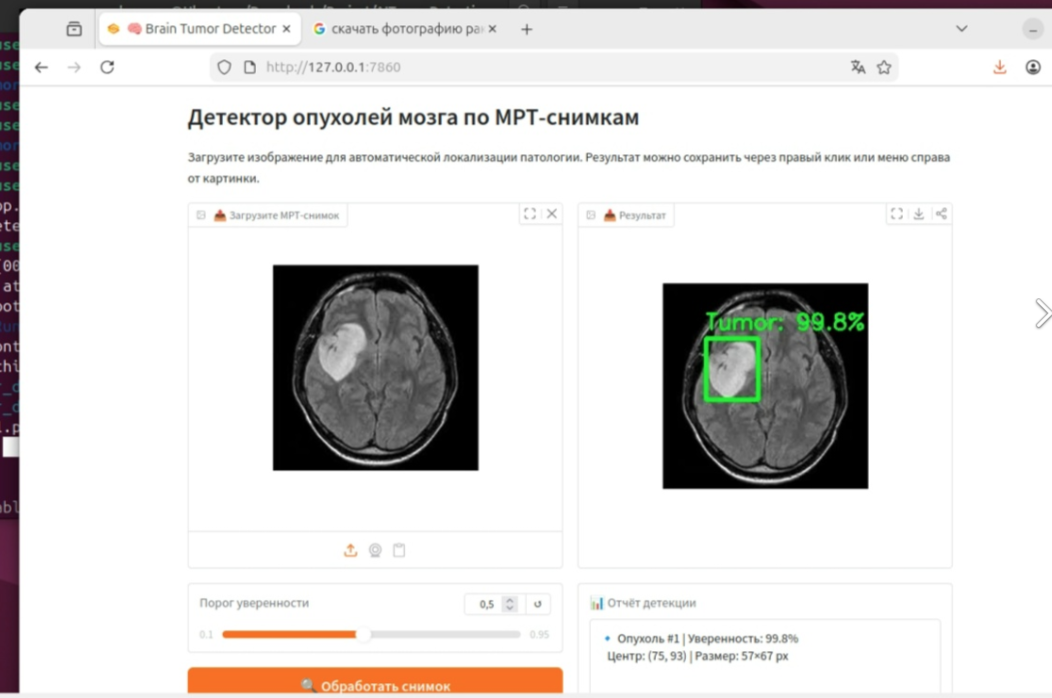 Brain Tumor Detector
скачать фотографию ра
http://127.0.0.1:7860
Детектор опухолей мозга по МРТ-снимкам
Загрузите изображение для автоматической локализации патологии. Результат можно сохранить через правый клик или меню справа
от картинки.
Загрузите МРТ-снимок
Результат
Tumor: 99.8%
Порог уверенности
0,5
0.1
0.95
Обработать снимок
Отчёт детекции
Опухоль #1 | Уверенность: 99.8%
Центр: (75, 93) | Размер: 57×67 px